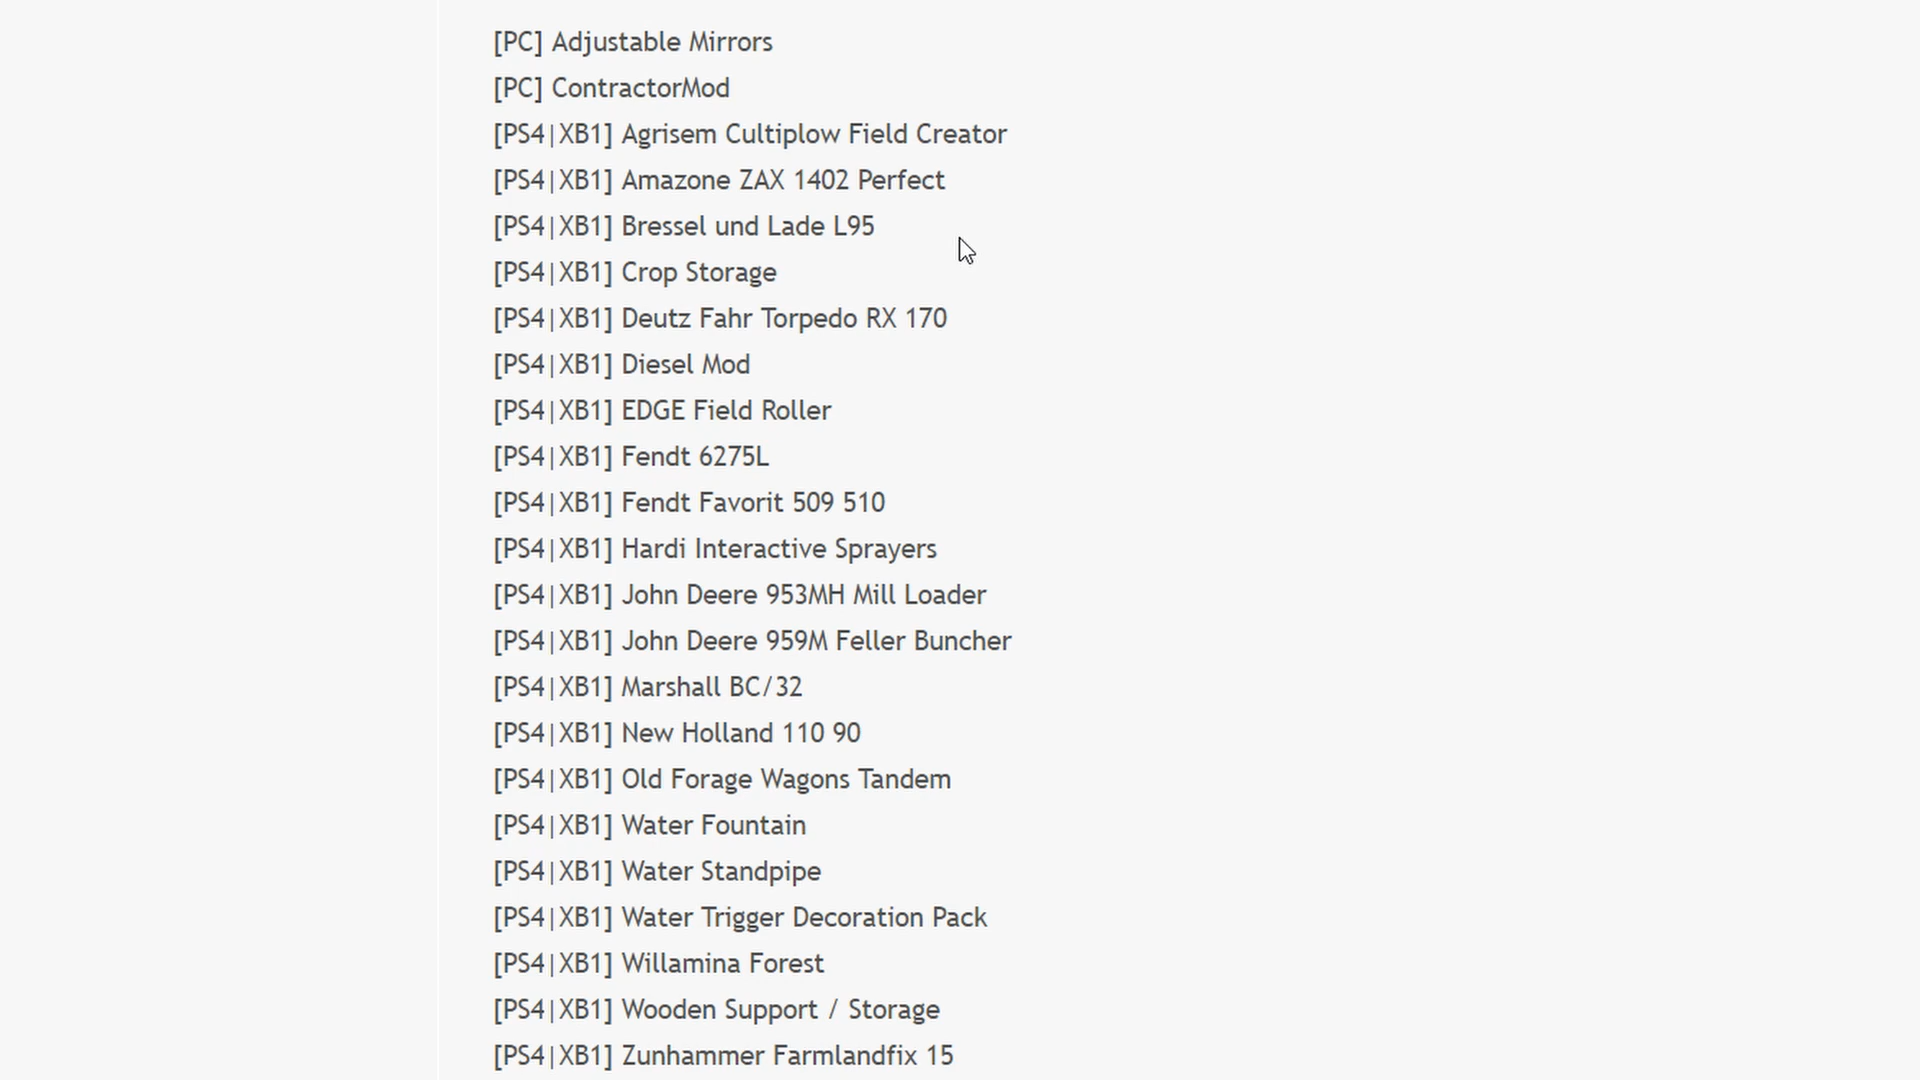 [PC] Adjustable Mirrors
[PC] ContractorMod
[PS4|XB1] Agrisem Cultiplow Field Creator
[PS4|XB1] Amazone ZAX 1402 Perfect
[PS4|XB1] Bressel und Lade L95
[PS4|XB1] Crop Storage
[PS4|XB1] Deutz Fahr Torpedo RX 170
[PS4|XB1] Diesel Mod
[PS4|XB1] EDGE Field Roller
[PS4|XB1] Fendt 6275L
[PS4|XB1] Fendt Favorit 509 510
[PS4|XB1] Hardi Interactive Sprayers
[PS4|XB1] John Deere 953MH Mill Loader
[PS4|XB1] John Deere 959M Feller Buncher
[PS4|XB1] Marshall BC/32
[PS4|XB1] New Holland 110 90
[PS4|XB1] Old Forage Wagons Tandem
[PS4|XB1] Water Fountain
[PS4|XB1] Water Standpipe
[PS4|XB1] Water Trigger Decoration Pack
[PS4|XB1] Willamina Forest
[PS4|XB1] Wooden Support / Storage
[PS4|XB1] Zunhammer Farmlandfix 15